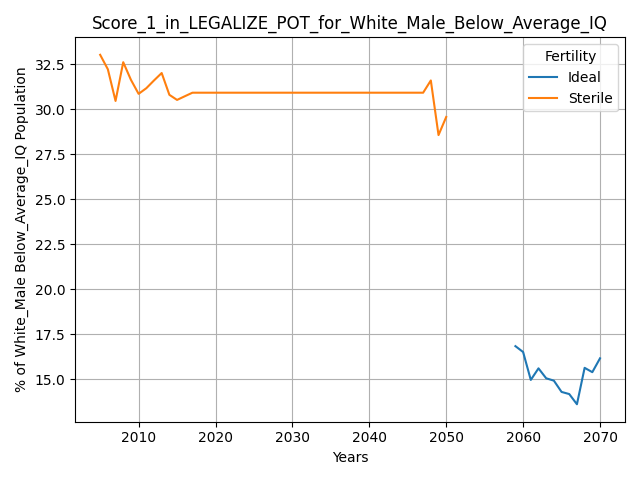 Score_1_in_LEGALIZE_POT_for_White_Male_Below_Average_IQ
Fertility
Ideal
Sterile
% of White_Male Below_Average_IQ Population
32.5
30.0
27.5
25.0
22.5
20.0
17.5
15.0
2010 2020 2030 2040 2050 2060 2070
Years